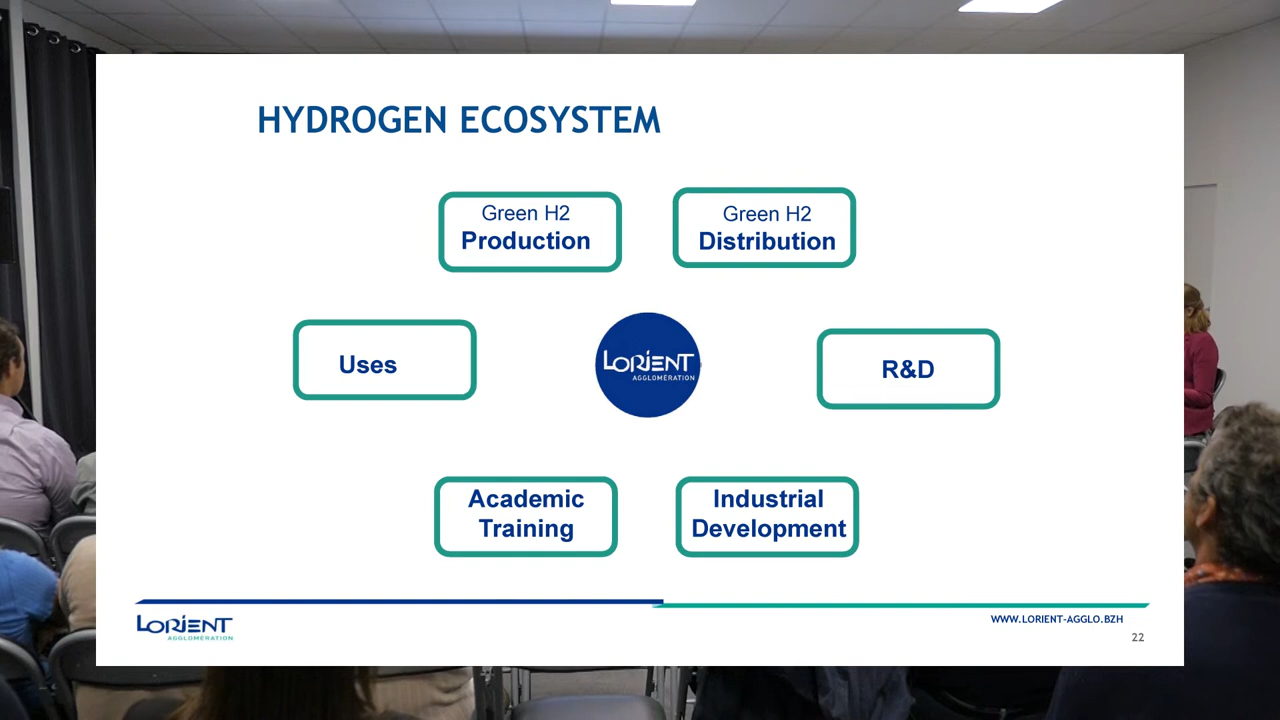 HYDROGEN ECOSYSTEM
Green H2
Production
Green H2
Distribution
Uses
LORIENT
AGGLOMÉRATION
R&D
Academic
Training
Industrial
Development
LORIENT
AGGLOMÉRATION
WWW.LORIENT-AGGLO.BZH
22